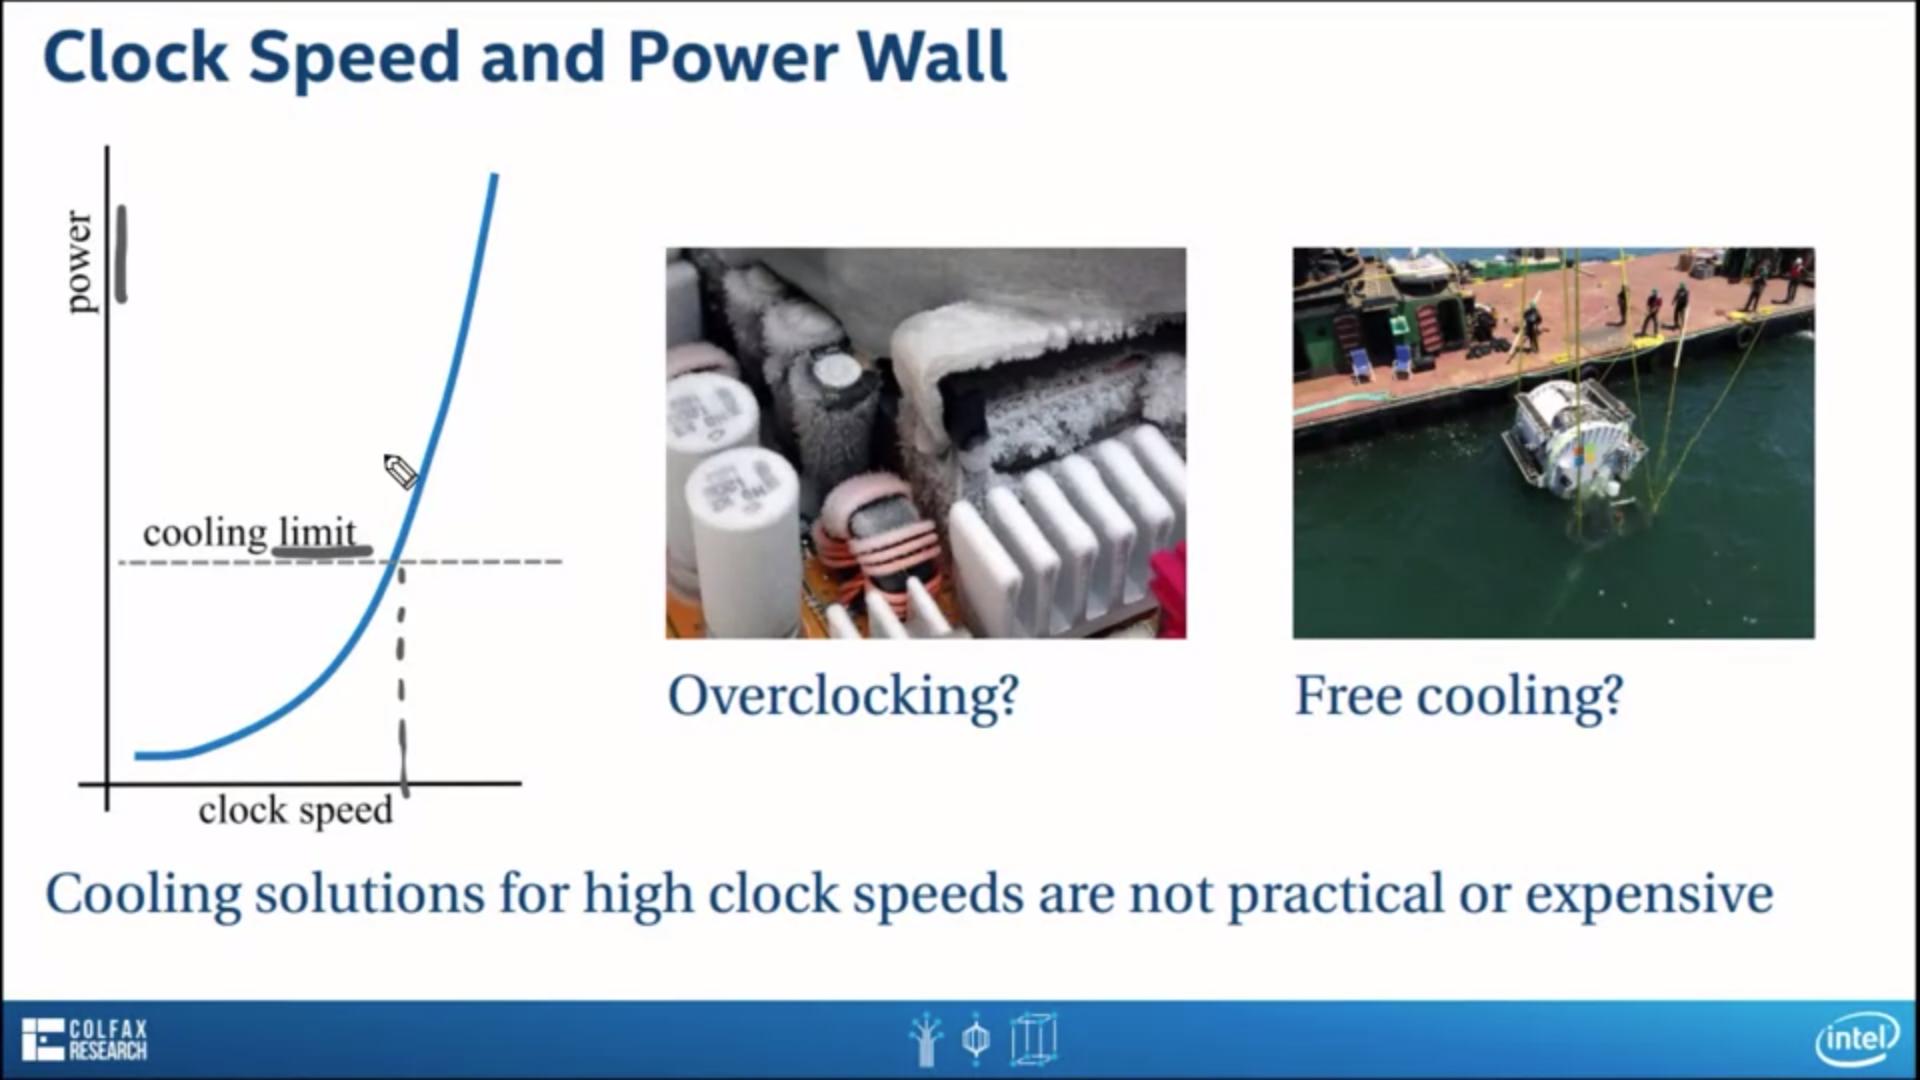 Clock Speed and Power Wall
power
cooling limit
clock speed
Overclocking?
Free cooling?
Cooling solutions for high clock speeds are not practical or expensive
COLFAX
RESEARCH
intel